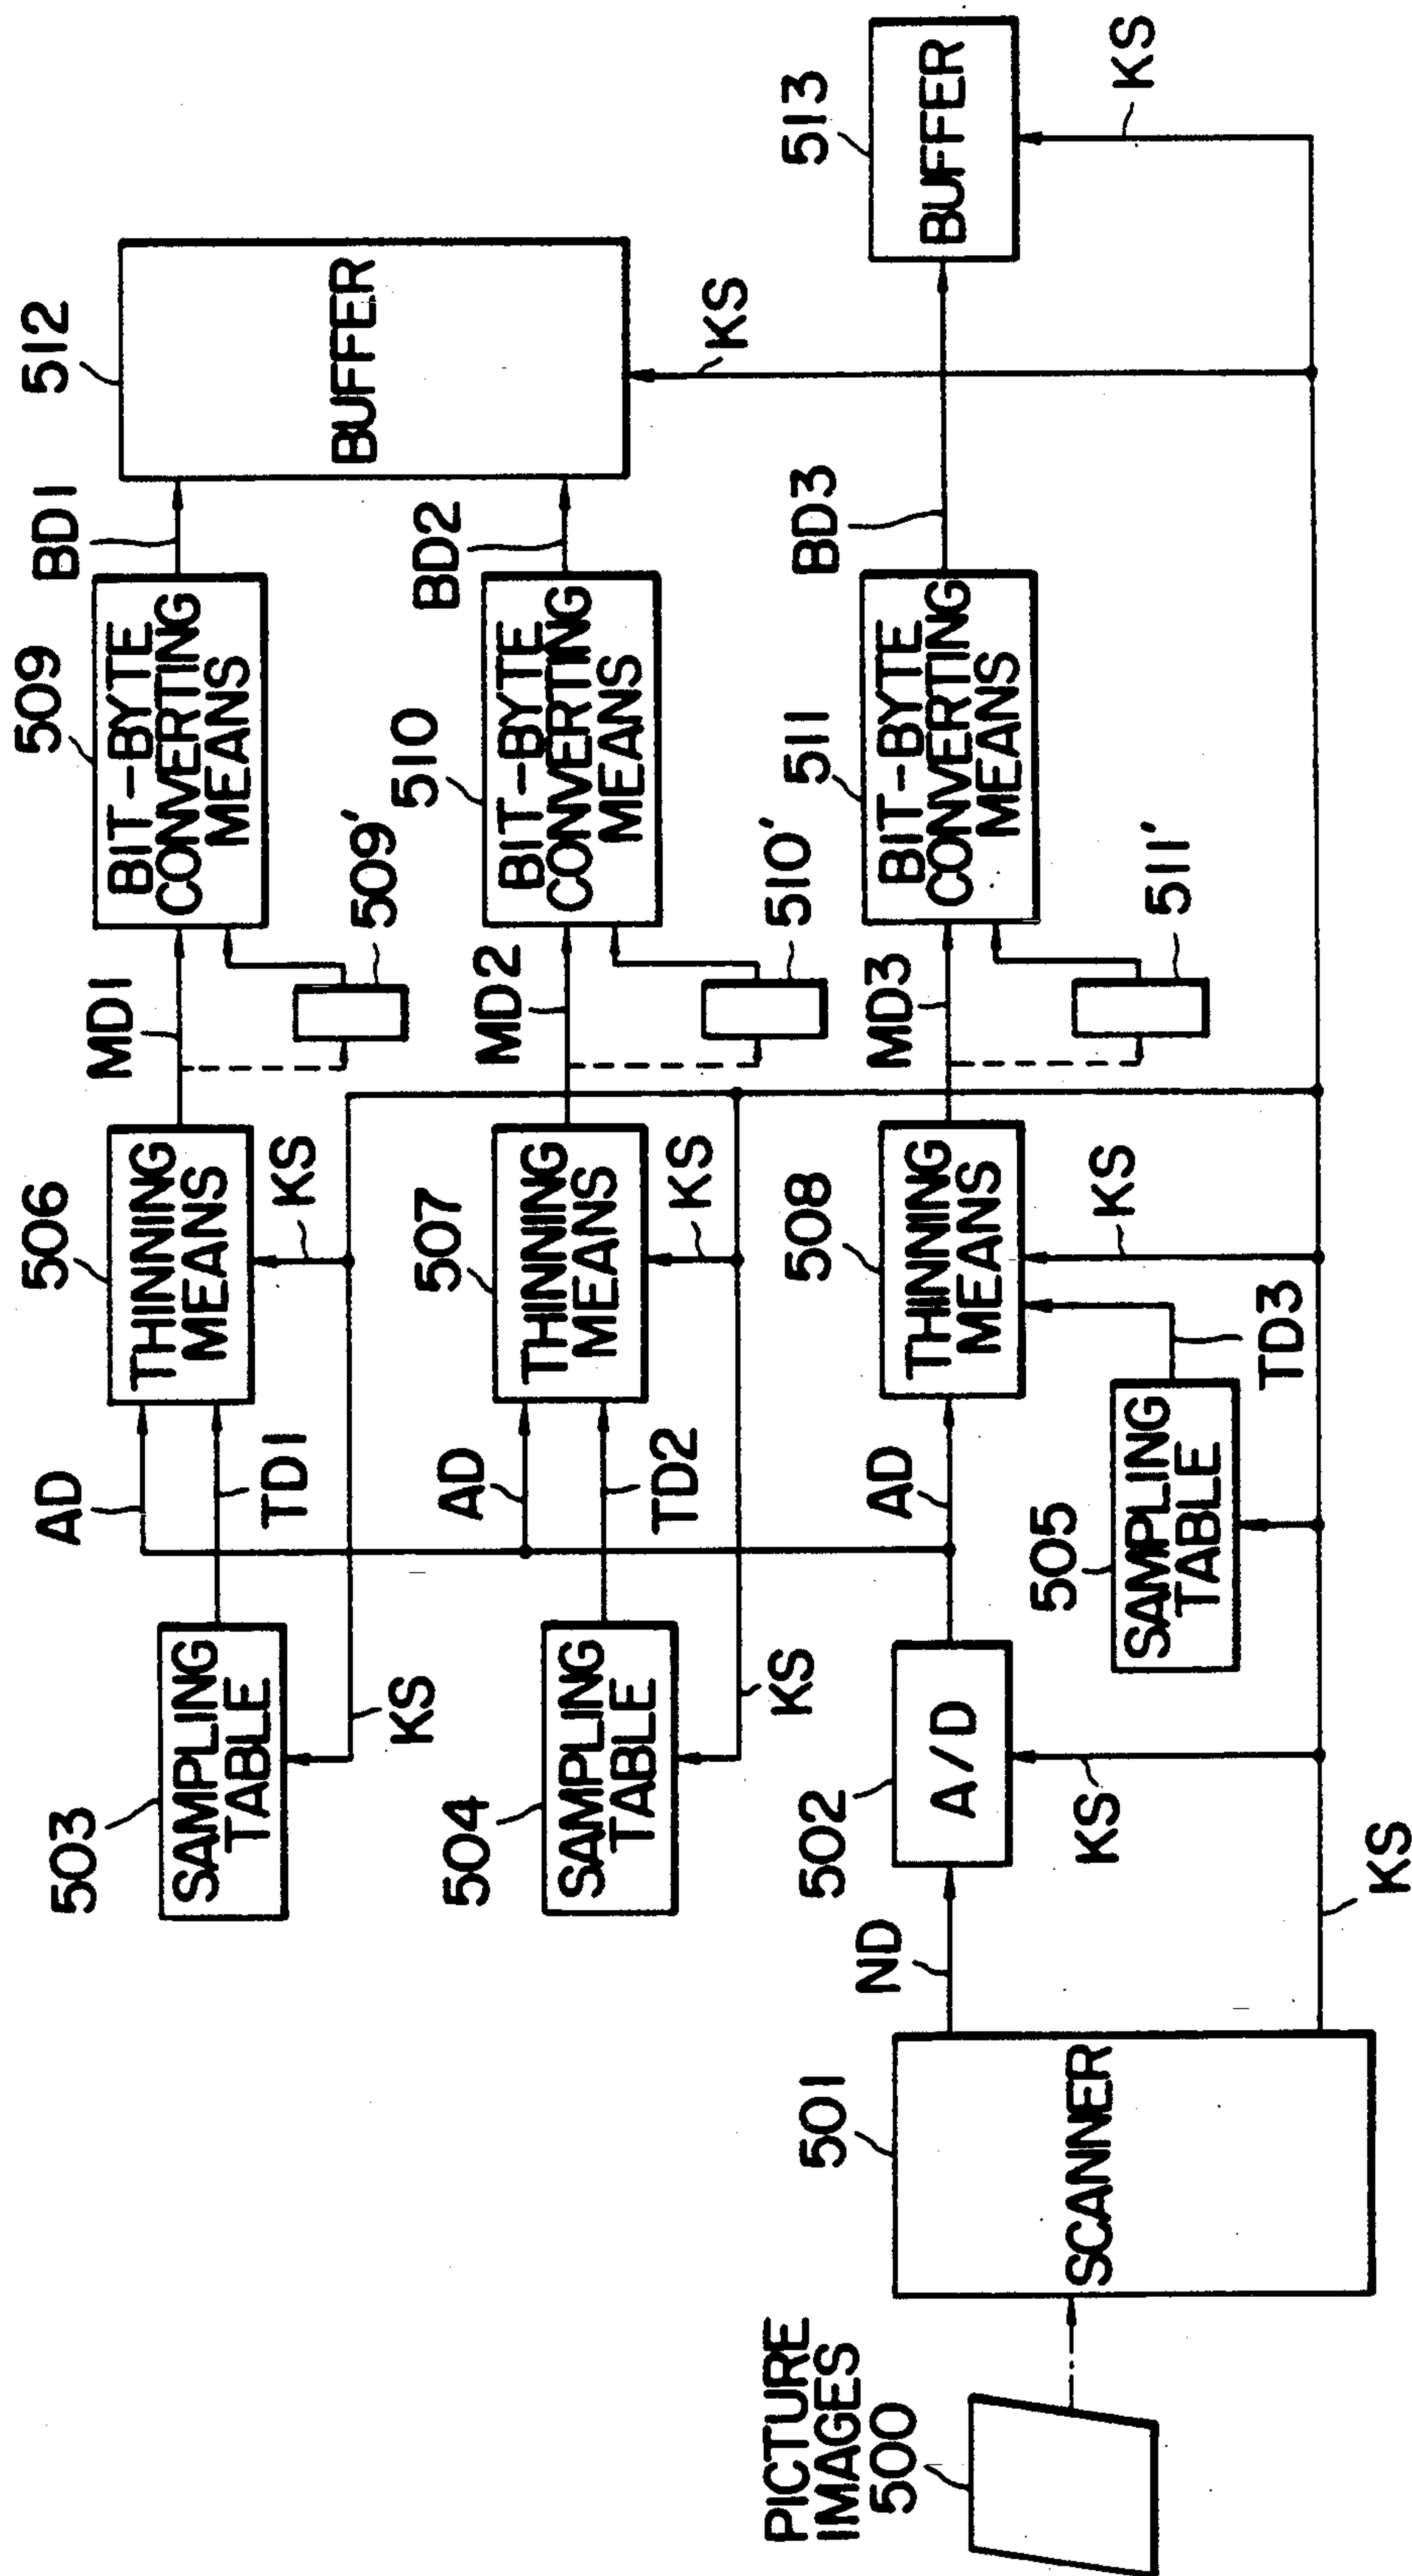 PICTURE
IMAGES
500
501
SCANNER
ND
KS
502
A/D
KS
503
SAMPLING
TABLE
KS
504
SAMPLING
TABLE
KS
505
SAMPLING
TABLE
TD3
AD
TD1
AD
TD2
AD
506
THINNING
MEANS
KS
507
THINNING
MEANS
KS
508
THINNING
MEANS
KS
MD1
509'
MD2
510'
MD3
511'
509
BIT-BYTE
CONVERTING
MEANS
510
BIT-BYTE
CONVERTING
MEANS
511
BIT-BYTE
CONVERTING
MEANS
BD1
BD2
BD3
512
BUFFER
KS
513
BUFFER
KS